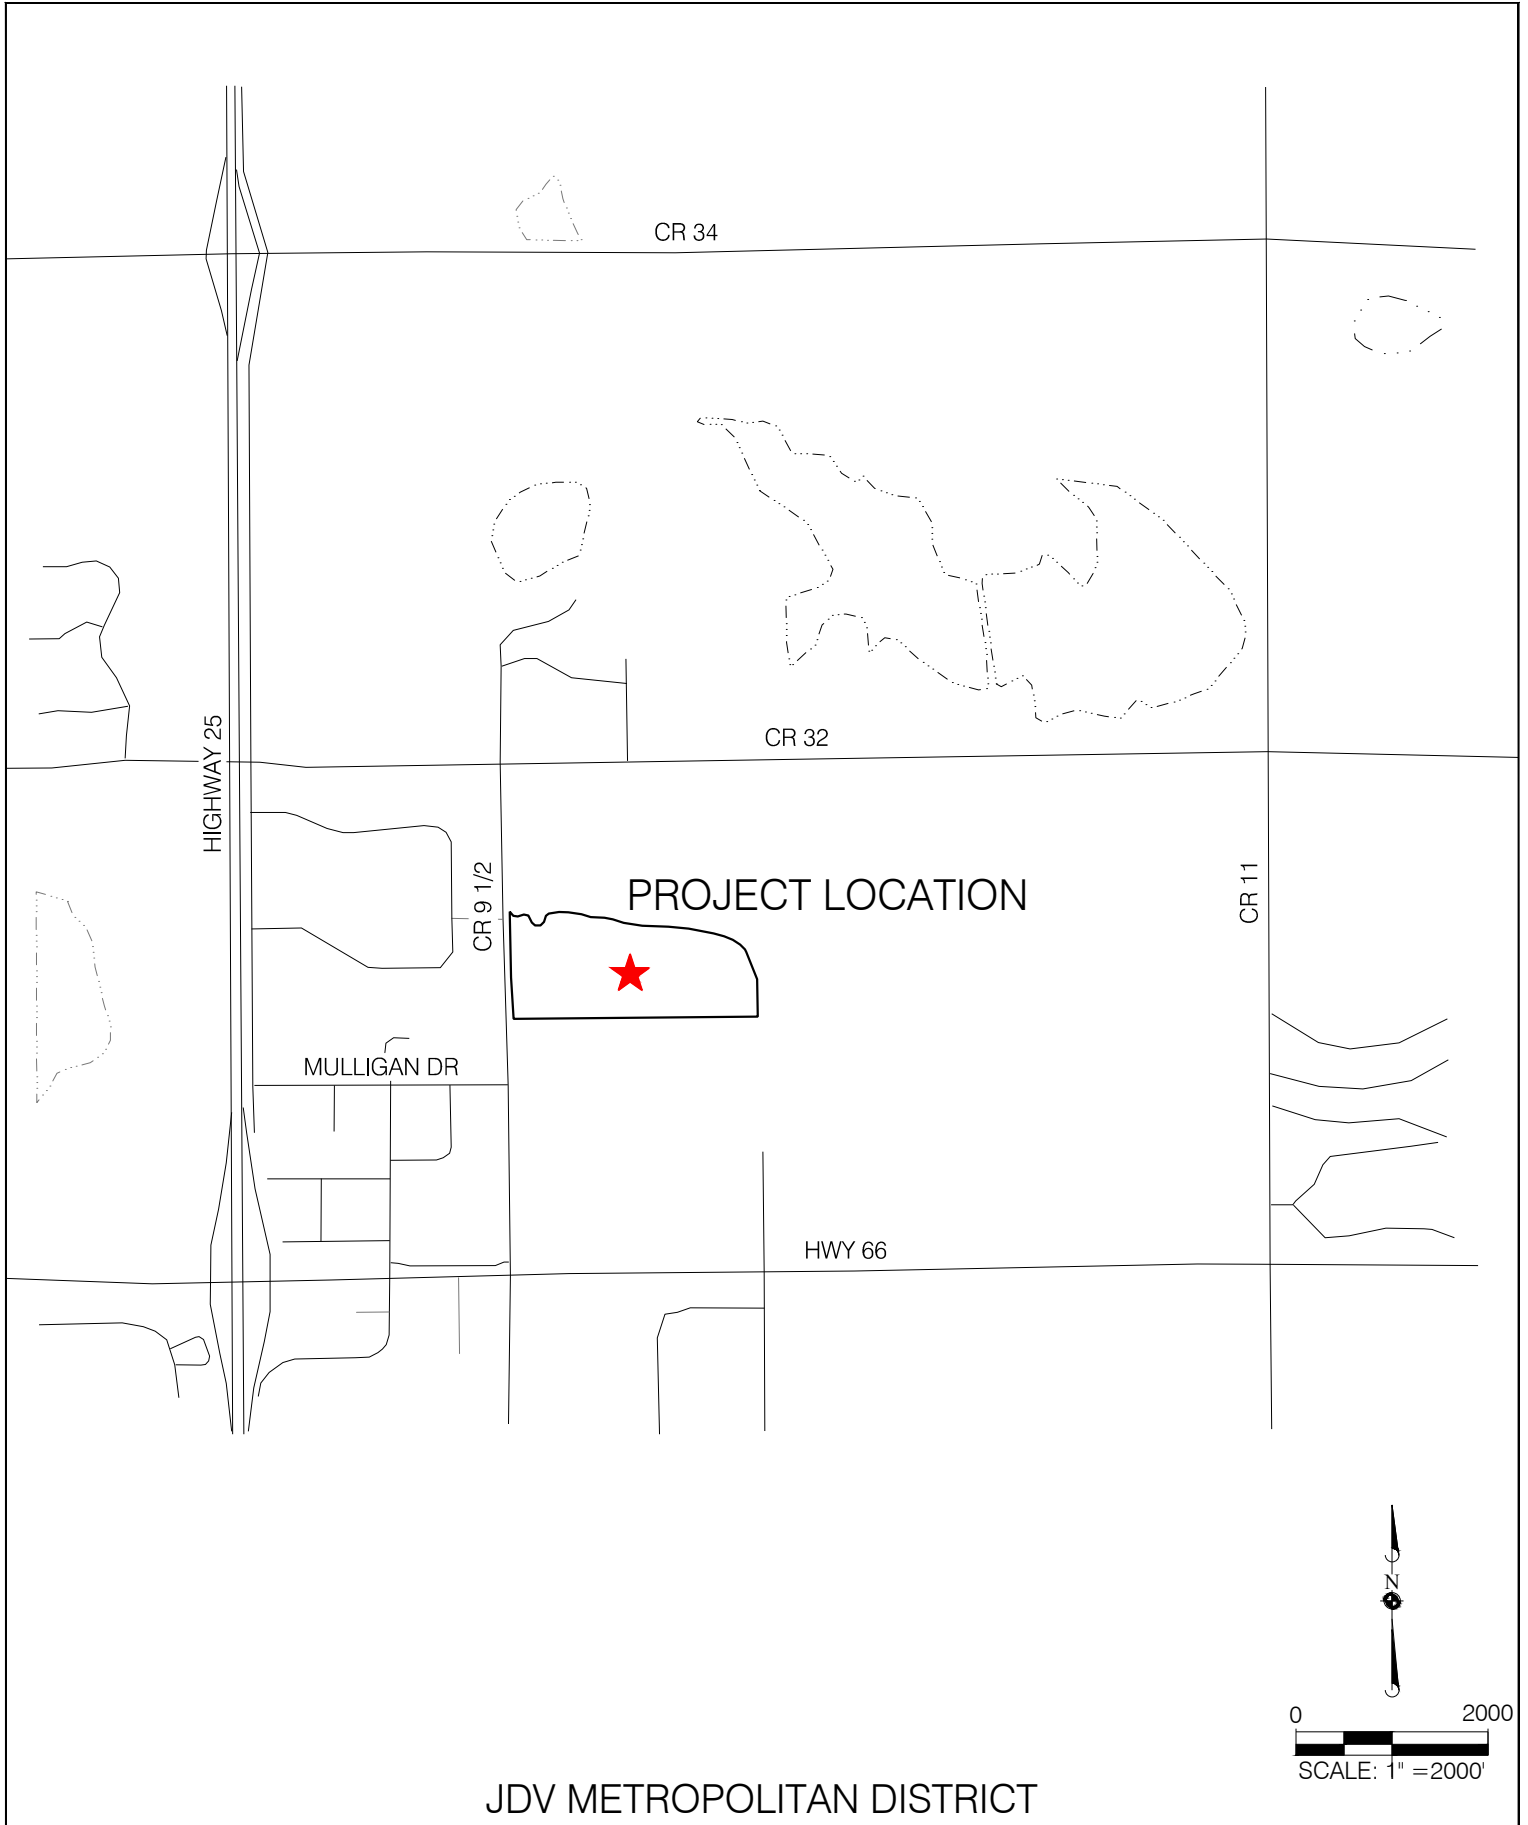 CR 34
HIGHWAY 25
CR 32
CR 9 1/2
PROJECT LOCATION
CR 11
MULLIGAN DR
HWY 66
N
0 2000
SCALE: 1" =2000'
JDV METROPOLITAN DISTRICT